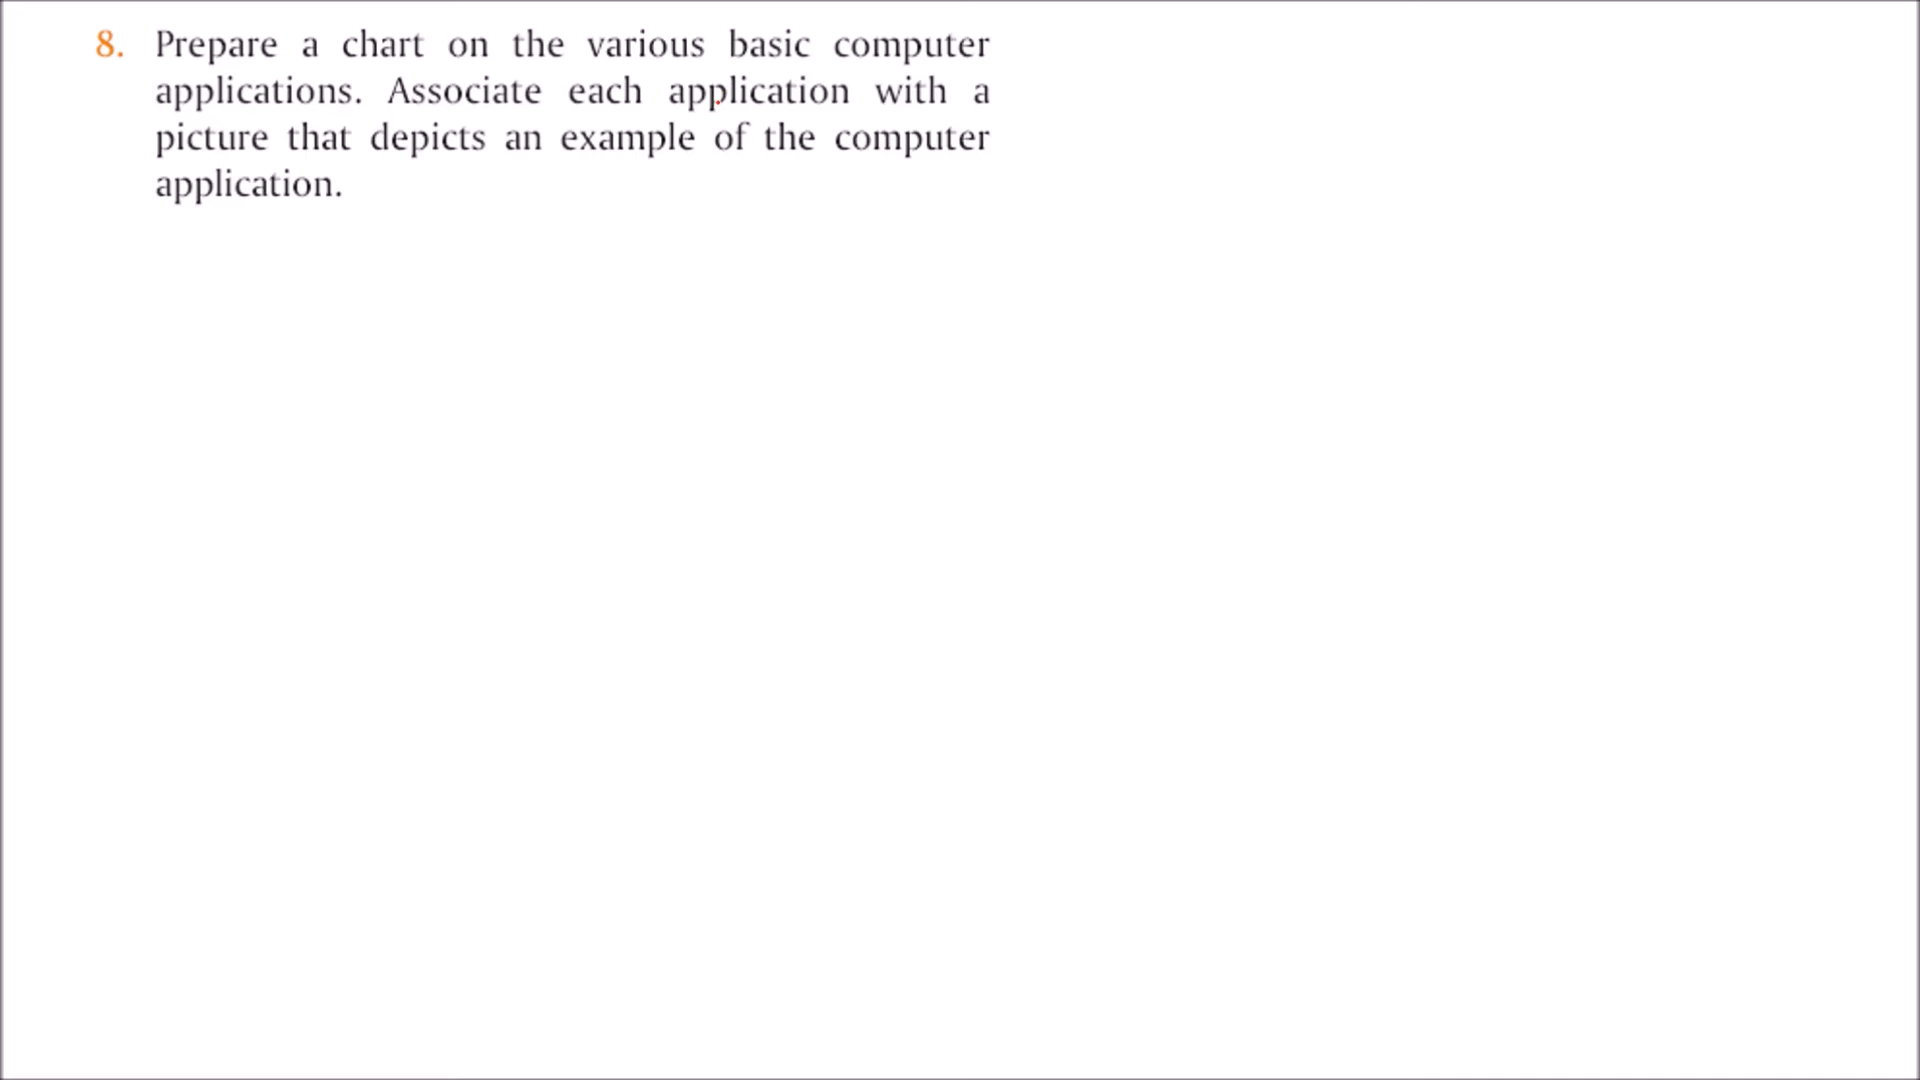 8. Prepare a chart on the various basic computer
applications. Associate each application with a
picture that depicts an example of the computer
application.